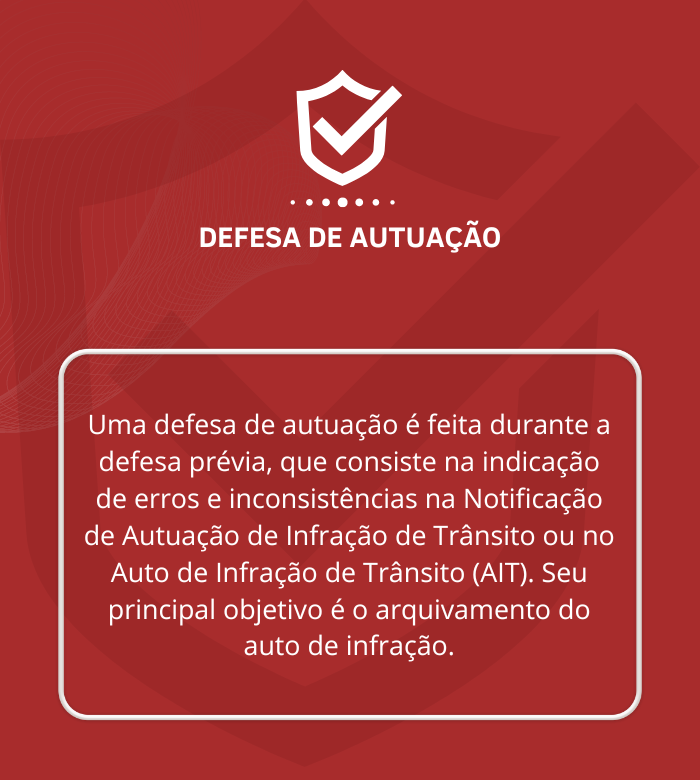 DEFESA DE AUTUAÇÃO
Uma defesa de autuação é feita durante a
defesa prévia, que consiste na indicação
de erros e inconsistências na Notificação
de Autuação de Infração de Trânsito ou no
Auto de Infração de Trânsito (AIT). Seu
principal objetivo é o arquivamento do
auto de infração.